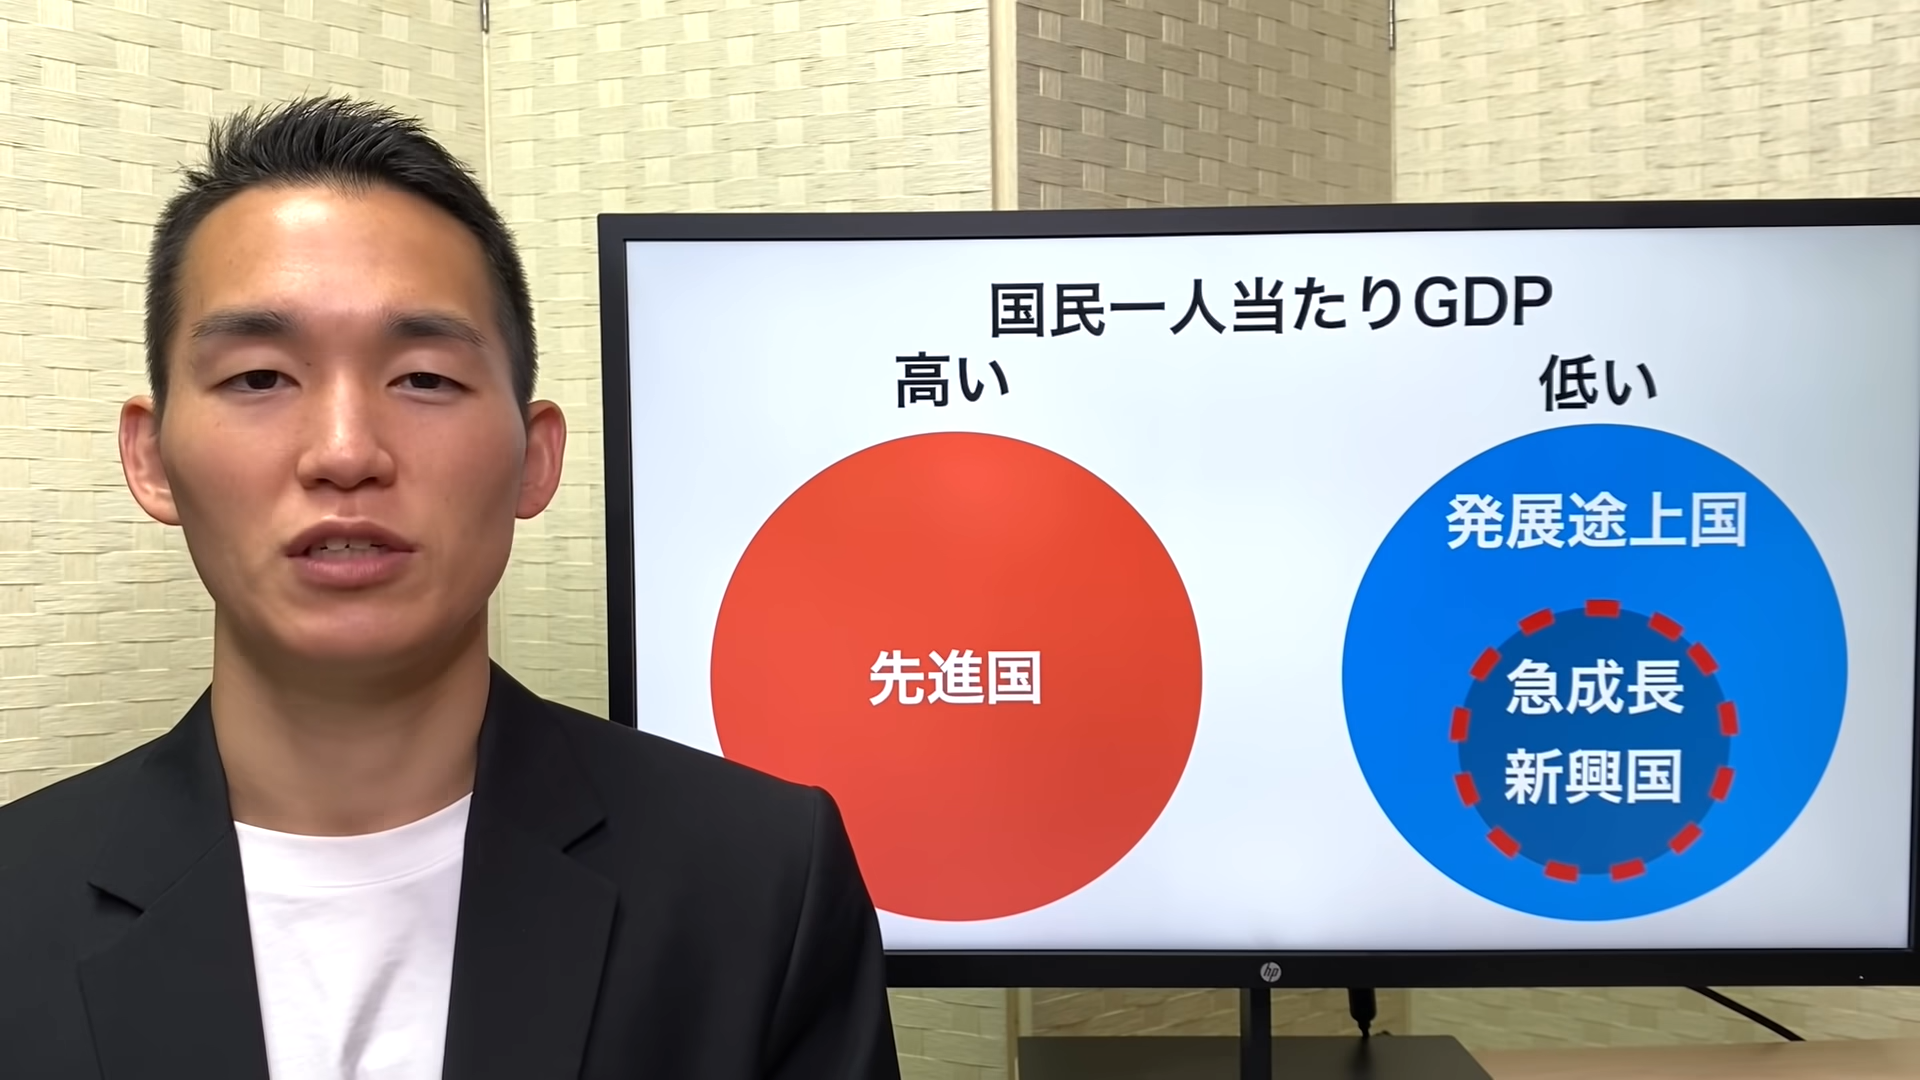 国民一人当たりGDP
高い
低い
先進国
発展途上国
急成長
新興国
hp